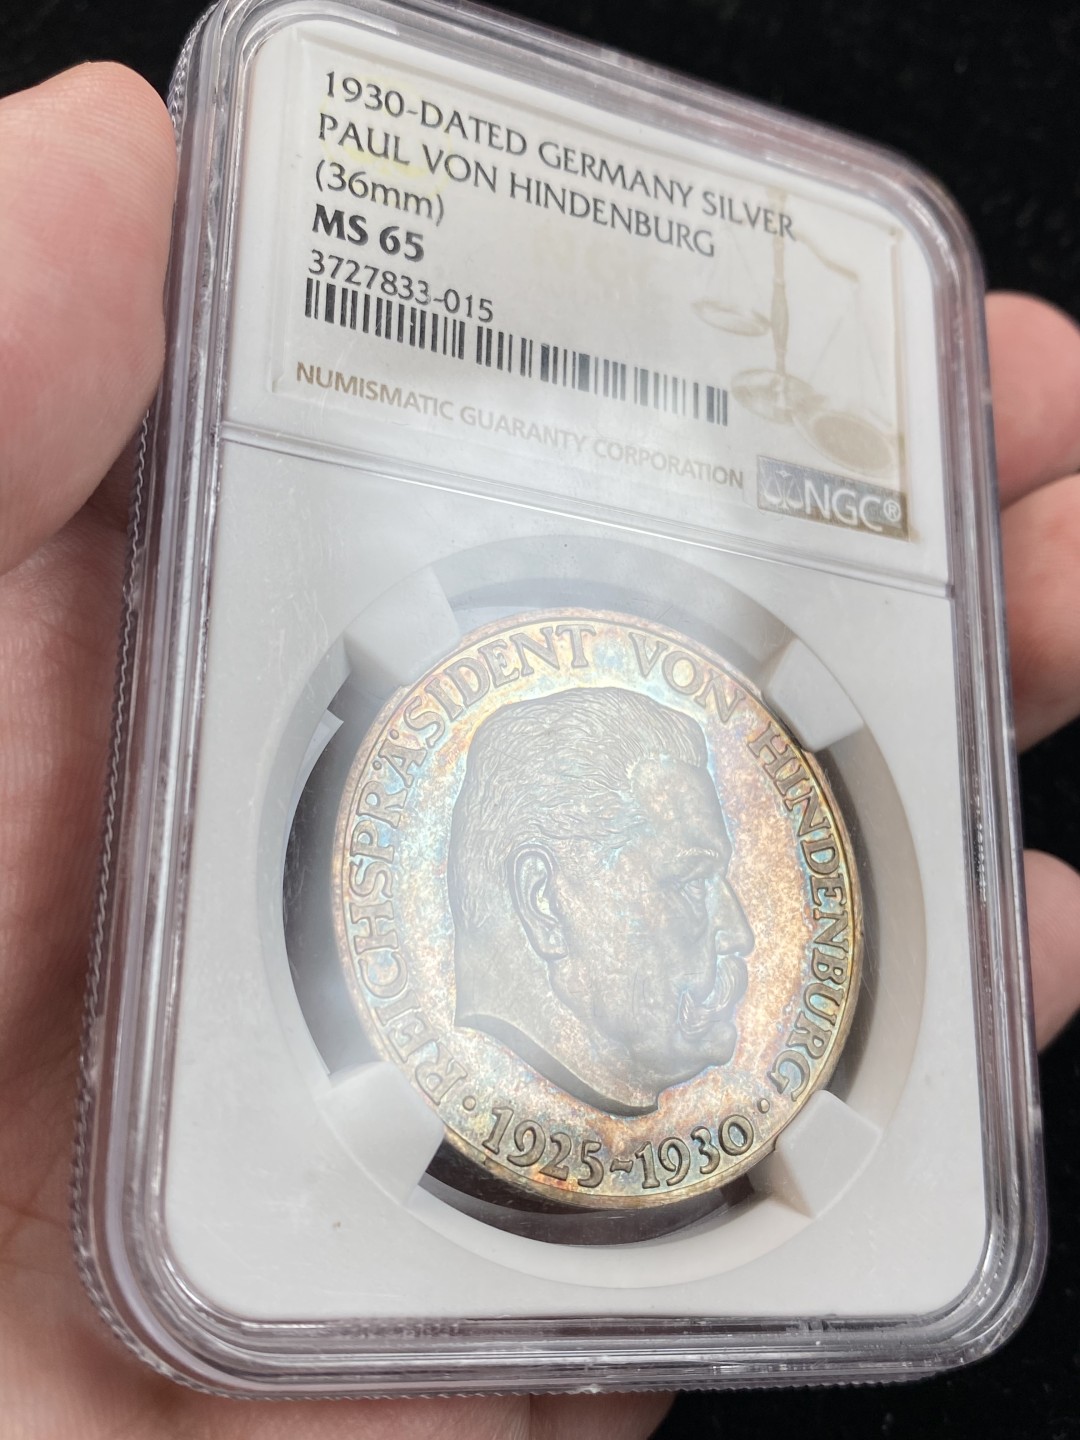 1930-DATED GERMANY SILVER
PAUL VON HINDENBURG
(36mm)
MS 65
3727833-015
NUMISMATIC GUARANTY CORPORATION
NGC®
REICHSPRÄSIDENT VON HINDENBURG
· 1925-1930 ·